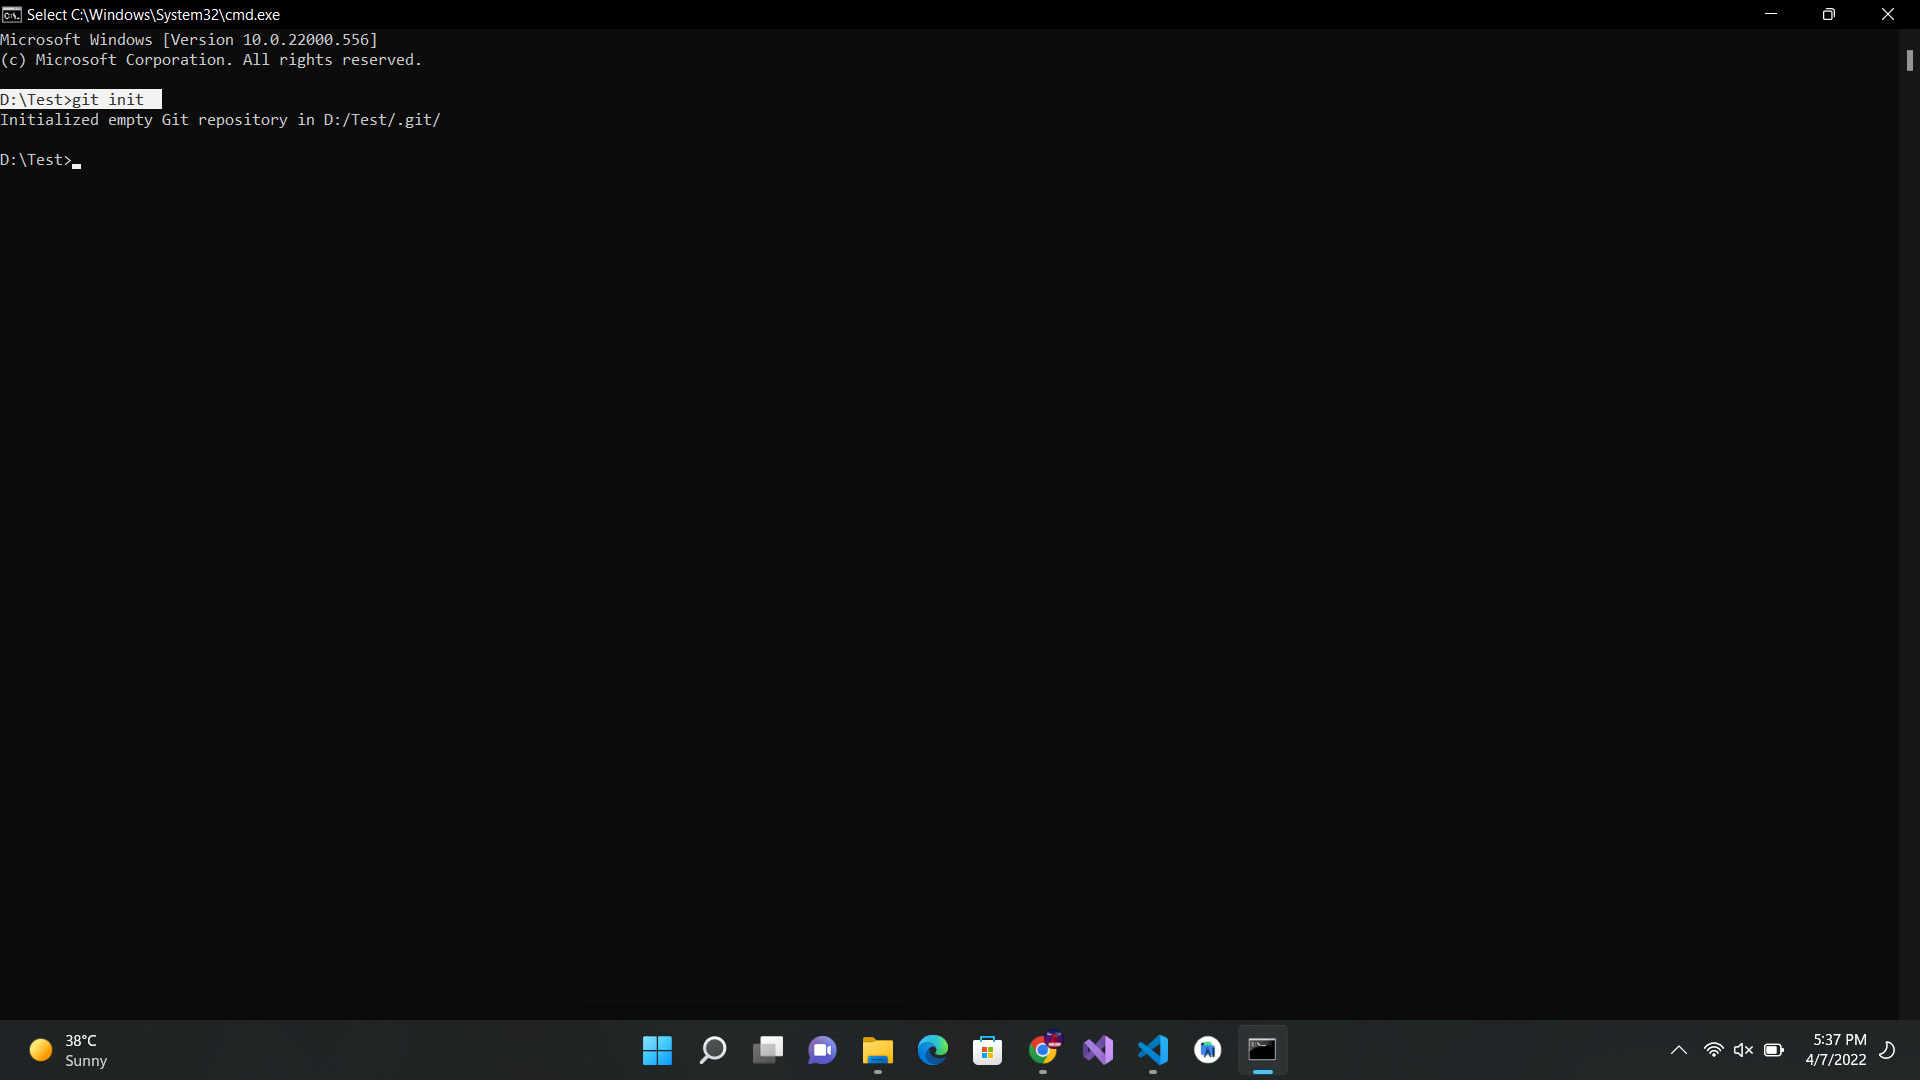 Select C:\Windows\System32\cmd.exe
Microsoft Windows [Version 10.0.22000.556]
(c) Microsoft Corporation. All rights reserved.
D:\Test>git init
Initialized empty Git repository in D:/Test/.git/
D:\Test>
38°C
Sunny
5:37 PM
4/7/2022